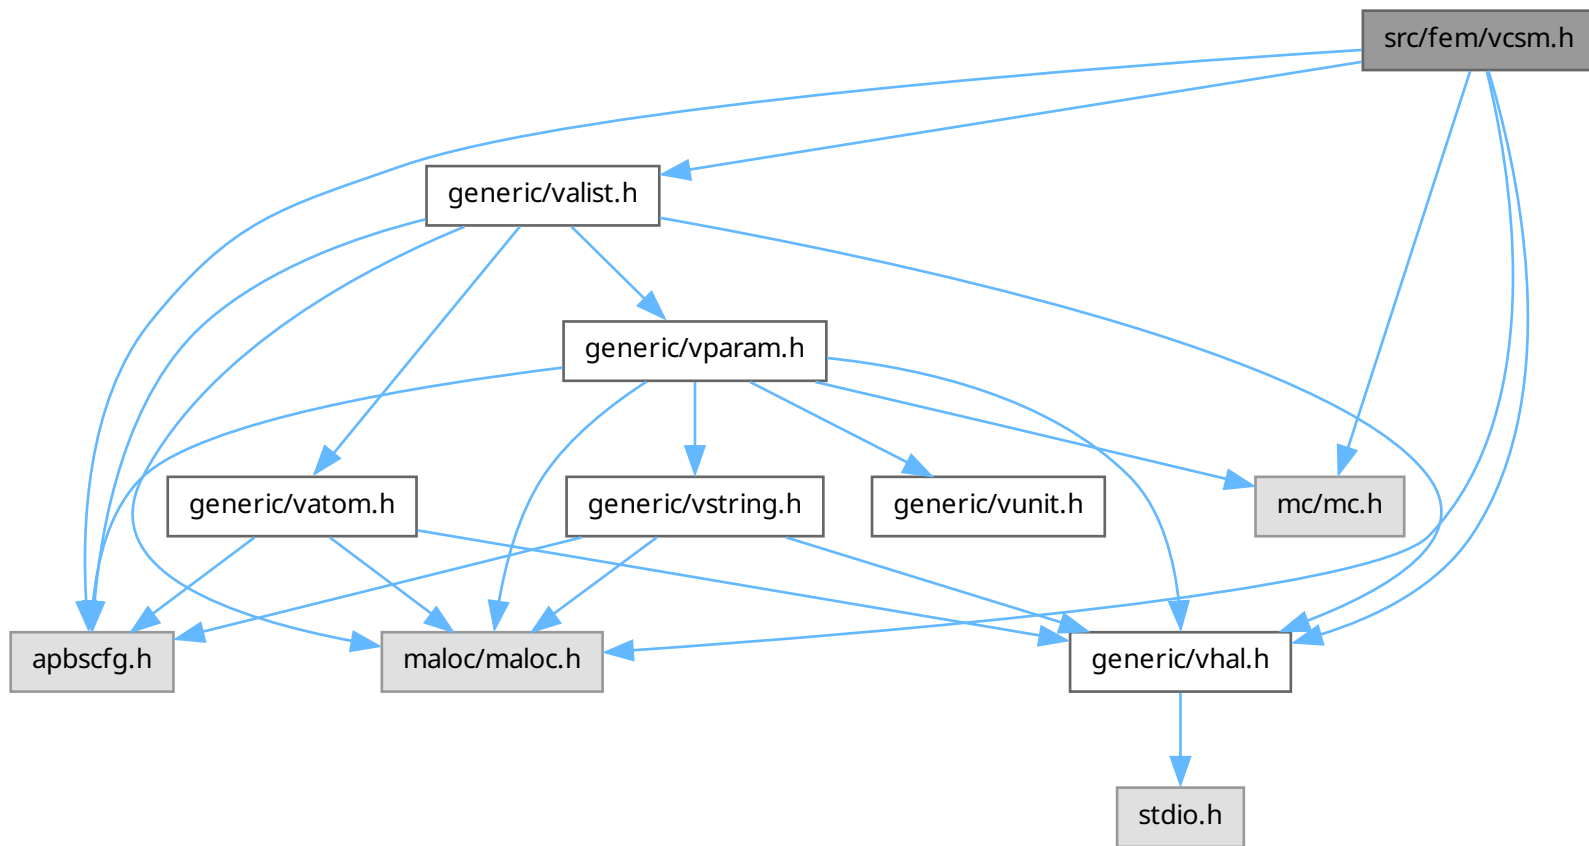 src/fem/vcsm.h
generic/valist.h
generic/vparam.h
generic/vatom.h
generic/vstring.h
generic/vunit.h
mc/mc.h
apbscfg.h
maloc/maloc.h
generic/vhal.h
stdio.h